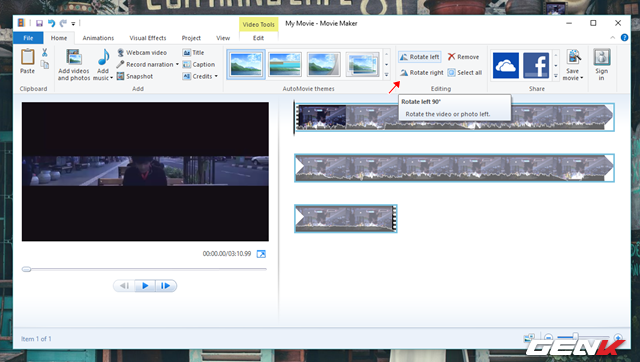 Video Tools
My Movie - Movie Maker
File
Home
Animations
Visual Effects
Project
View
Edit
Paste
Clipboard
Add videos
and photos
Add
music
Webcam video
Record narration
Snapshot
Title
Caption
Credits
Add
AutoMovie themes
Rotate left
Rotate right
Remove
Select all
Editing
Share
Save
movie
Sign
in
Rotate left 90°
Rotate the video or photo left.
00:00.00/03:10.99
Item 1 of 1
GENK